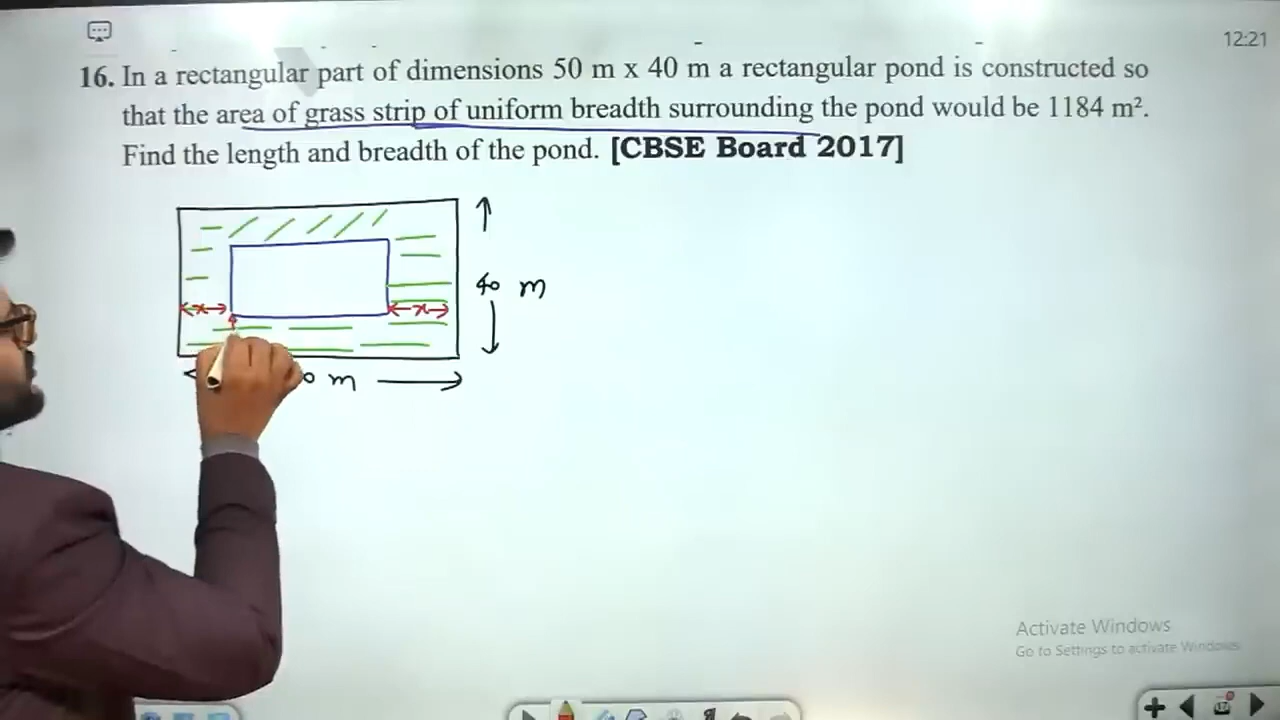 12:21
16. In a rectangular part of dimensions 50 m x 40 m a rectangular pond is constructed so
that the area of grass strip of uniform breadth surrounding the pond would be 1184 m².
Find the length and breadth of the pond. [CBSE Board 2017]
40 m
x x
m
Activate Windows
Go to Settings to activate Windows.